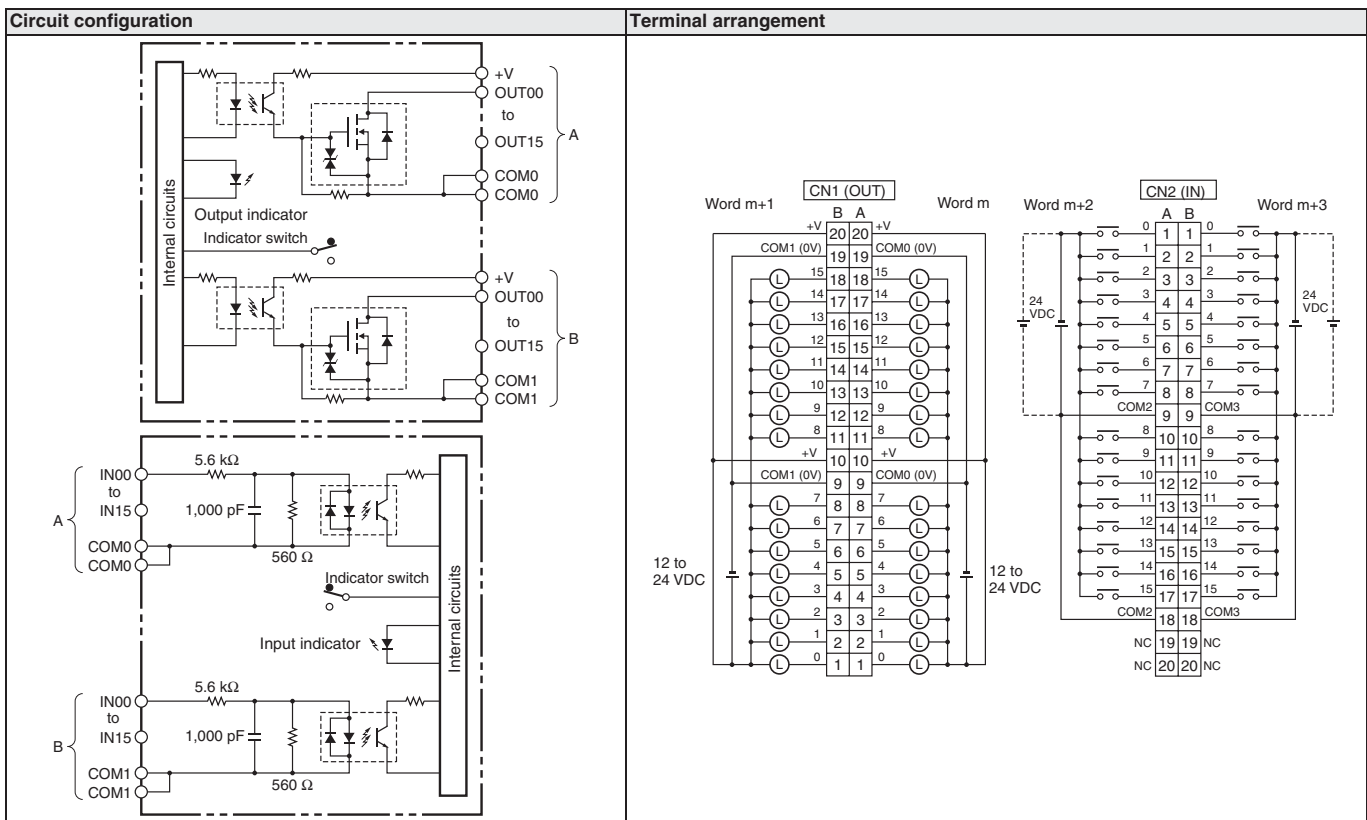 Circuit configuration
Internal circuits
+V
OUT00
to
OUT15
COM0
COM0
A
Output indicator
Indicator switch
+V
OUT00
to
OUT15
COM1
COM1
B
A
IN00
to
IN15
COM0
COM0
5.6 kΩ
1,000 pF
560 Ω
Indicator switch
Input indicator
Internal circuits
B
IN00
to
IN15
COM1
COM1
5.6 kΩ
1,000 pF
560 Ω
Terminal arrangement
CN1 (OUT)
Word m+1 B A Word m
+V 20 20 +V
COM1 (0V) 19 19 COM0 (0V)
L 15 18 18 15 L
L 14 17 17 14 L
L 13 16 16 13 L
L 12 15 15 12 L
L 11 14 14 11 L
L 10 13 13 10 L
L 9 12 12 9 L
L 8 11 11 8 L
+V 10 10 +V
COM1 (0V) 9 9 COM0 (0V)
L 7 8 8 7 L
L 6 7 7 6 L
L 5 6 6 5 L
L 4 5 5 4 L
L 3 4 4 3 L
L 2 3 3 2 L
L 1 2 2 1 L
L 0 1 1 0 L
12 to
24 VDC
12 to
24 VDC
CN2 (IN)
Word m+2 A B Word m+3
0 1 1 0
1 2 2 1
2 3 3 2
3 4 4 3
4 5 5 4
5 6 6 5
6 7 7 6
7 8 8 7
COM2 9 9 COM3
8 10 10 8
9 11 11 9
10 12 12 10
11 13 13 11
12 14 14 12
13 15 15 13
14 16 16 14
15 17 17 15
COM2 18 18 COM3
NC 19 19 NC
NC 20 20 NC
24
VDC
24
VDC